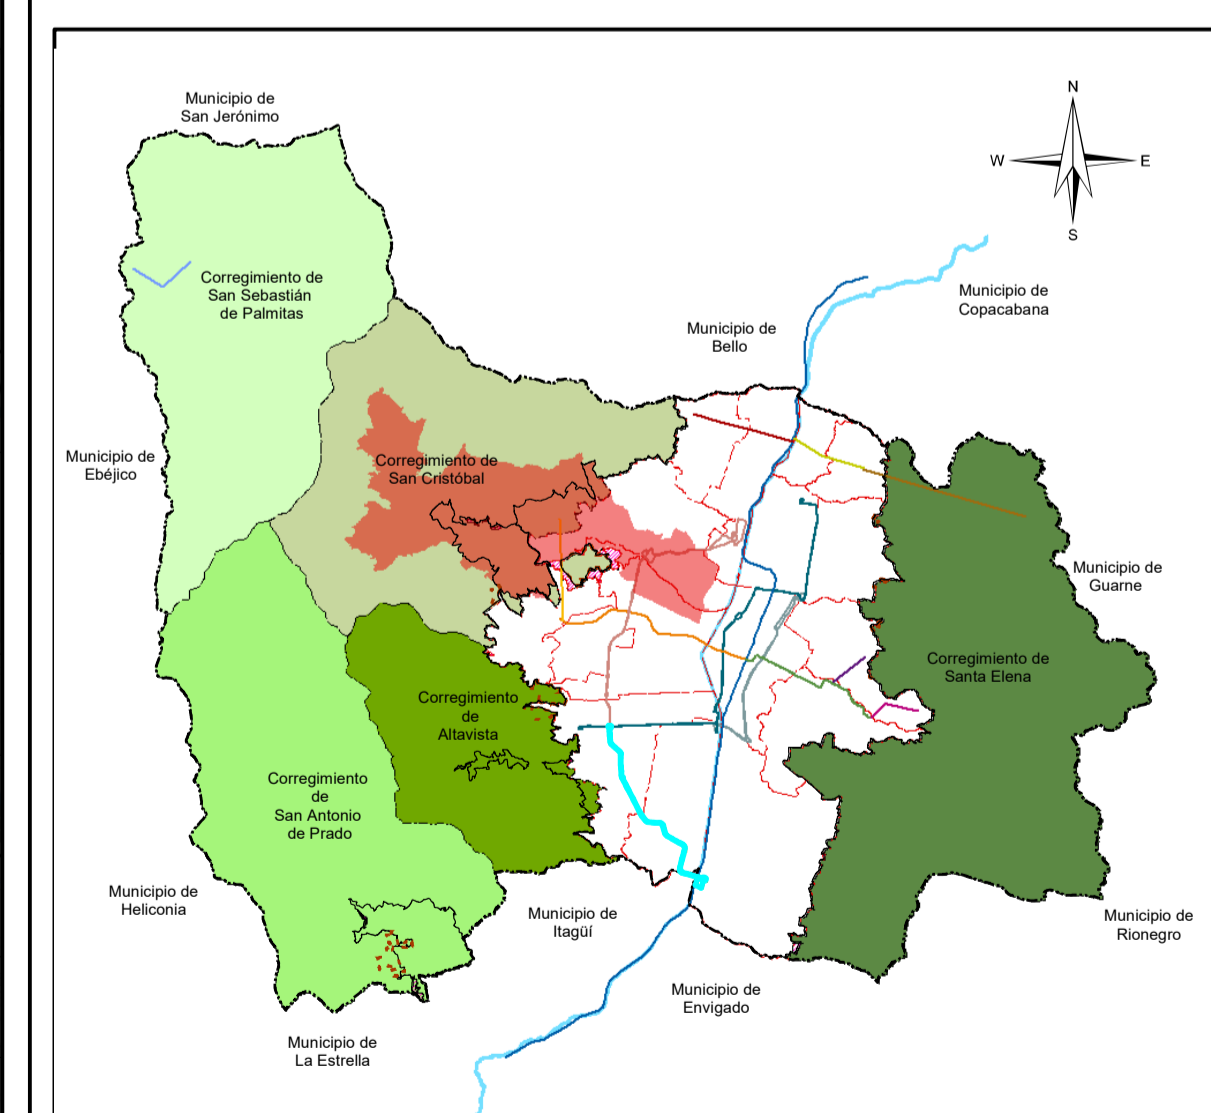 N
W
E
S
Municipio de
San Jerónimo
Corregimiento de
San Sebastián
de Palmitas
Municipio de
Copacabana
Municipio de
Bello
Municipio de
Ebéjico
Corregimiento de
San Cristóbal
Municipio de
Guarne
Corregimiento de
Santa Elena
Corregimiento
de
Altavista
Corregimiento
de
San Antonio
de Prado
Municipio de
Heliconia
Municipio de
Itagüí
Municipio de
Rionegro
Municipio de
Envigado
Municipio de
La Estrella